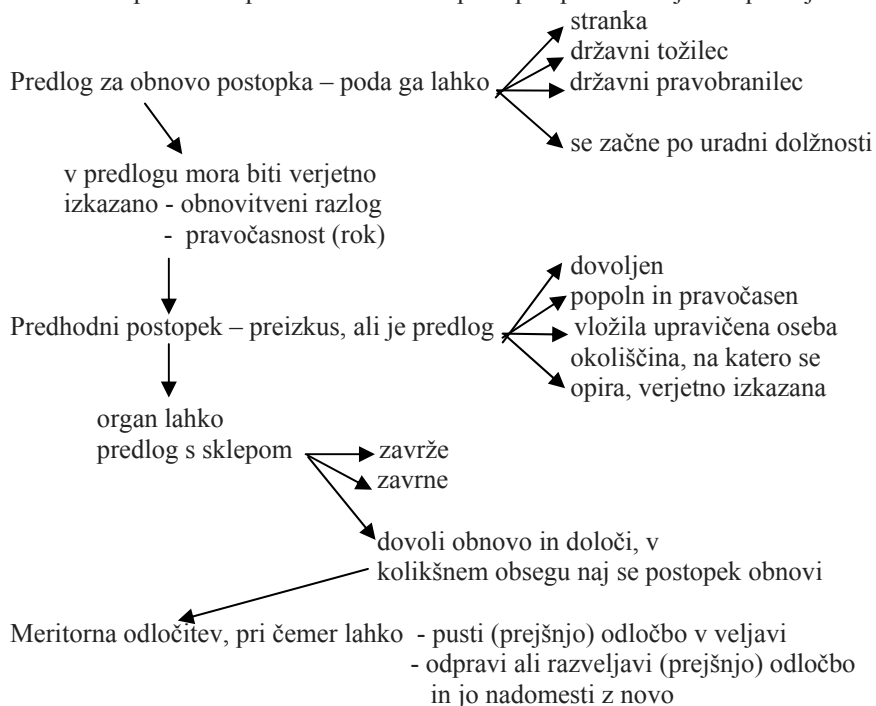 stranka
državni tožilec
Predlog za obnovo postopka – poda ga lahko
državni pravobranilec
se začne po uradni dolžnosti
v predlogu mora biti verjetno
izkazano - obnovitveni razlog
- pravočasnost (rok)
dovoljen
popoln in pravočasen
Predhodni postopek – preizkus, ali je predlog
vložila upravičena oseba
okoliščina, na katero se
opira, verjetno izkazana
organ lahko
predlog s sklepom
zavrže
zavrne
dovoli obnovo in določi, v
kolikšnem obsegu naj se postopek obnovi
Meritorna odločitev, pri čemer lahko - pusti (prejšnjo) odločbo v veljavi
- odpravi ali razveljavi (prejšnjo) odločbo
in jo nadomesti z novo